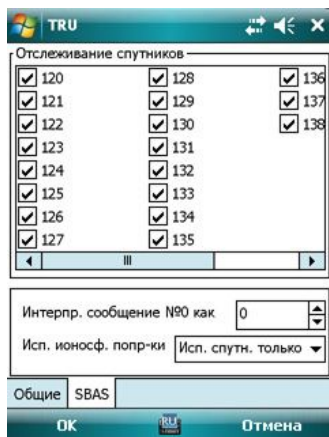 TRU
Отслеживание спутников
120 128 136
121 129 137
122 130 138
123 131
124 132
125 133
126 134
127 135
Интерпр. сообщение №0 как 0
Исп. ионосф. попр-ки Исп. спутн. только
Общие SBAS
OK RU Отмена